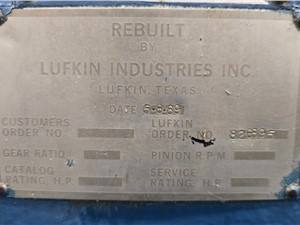 REBUILT
BY
LUFKIN INDUSTRIES INC.
LUFKIN, TEXAS
DATE
CUSTOMERS LUFKIN
ORDER NO. ORDER NO.
GEAR RATIO PINION R.P.M.
CATALOG SERVICE
RATING, H.P. RATING, H.P.